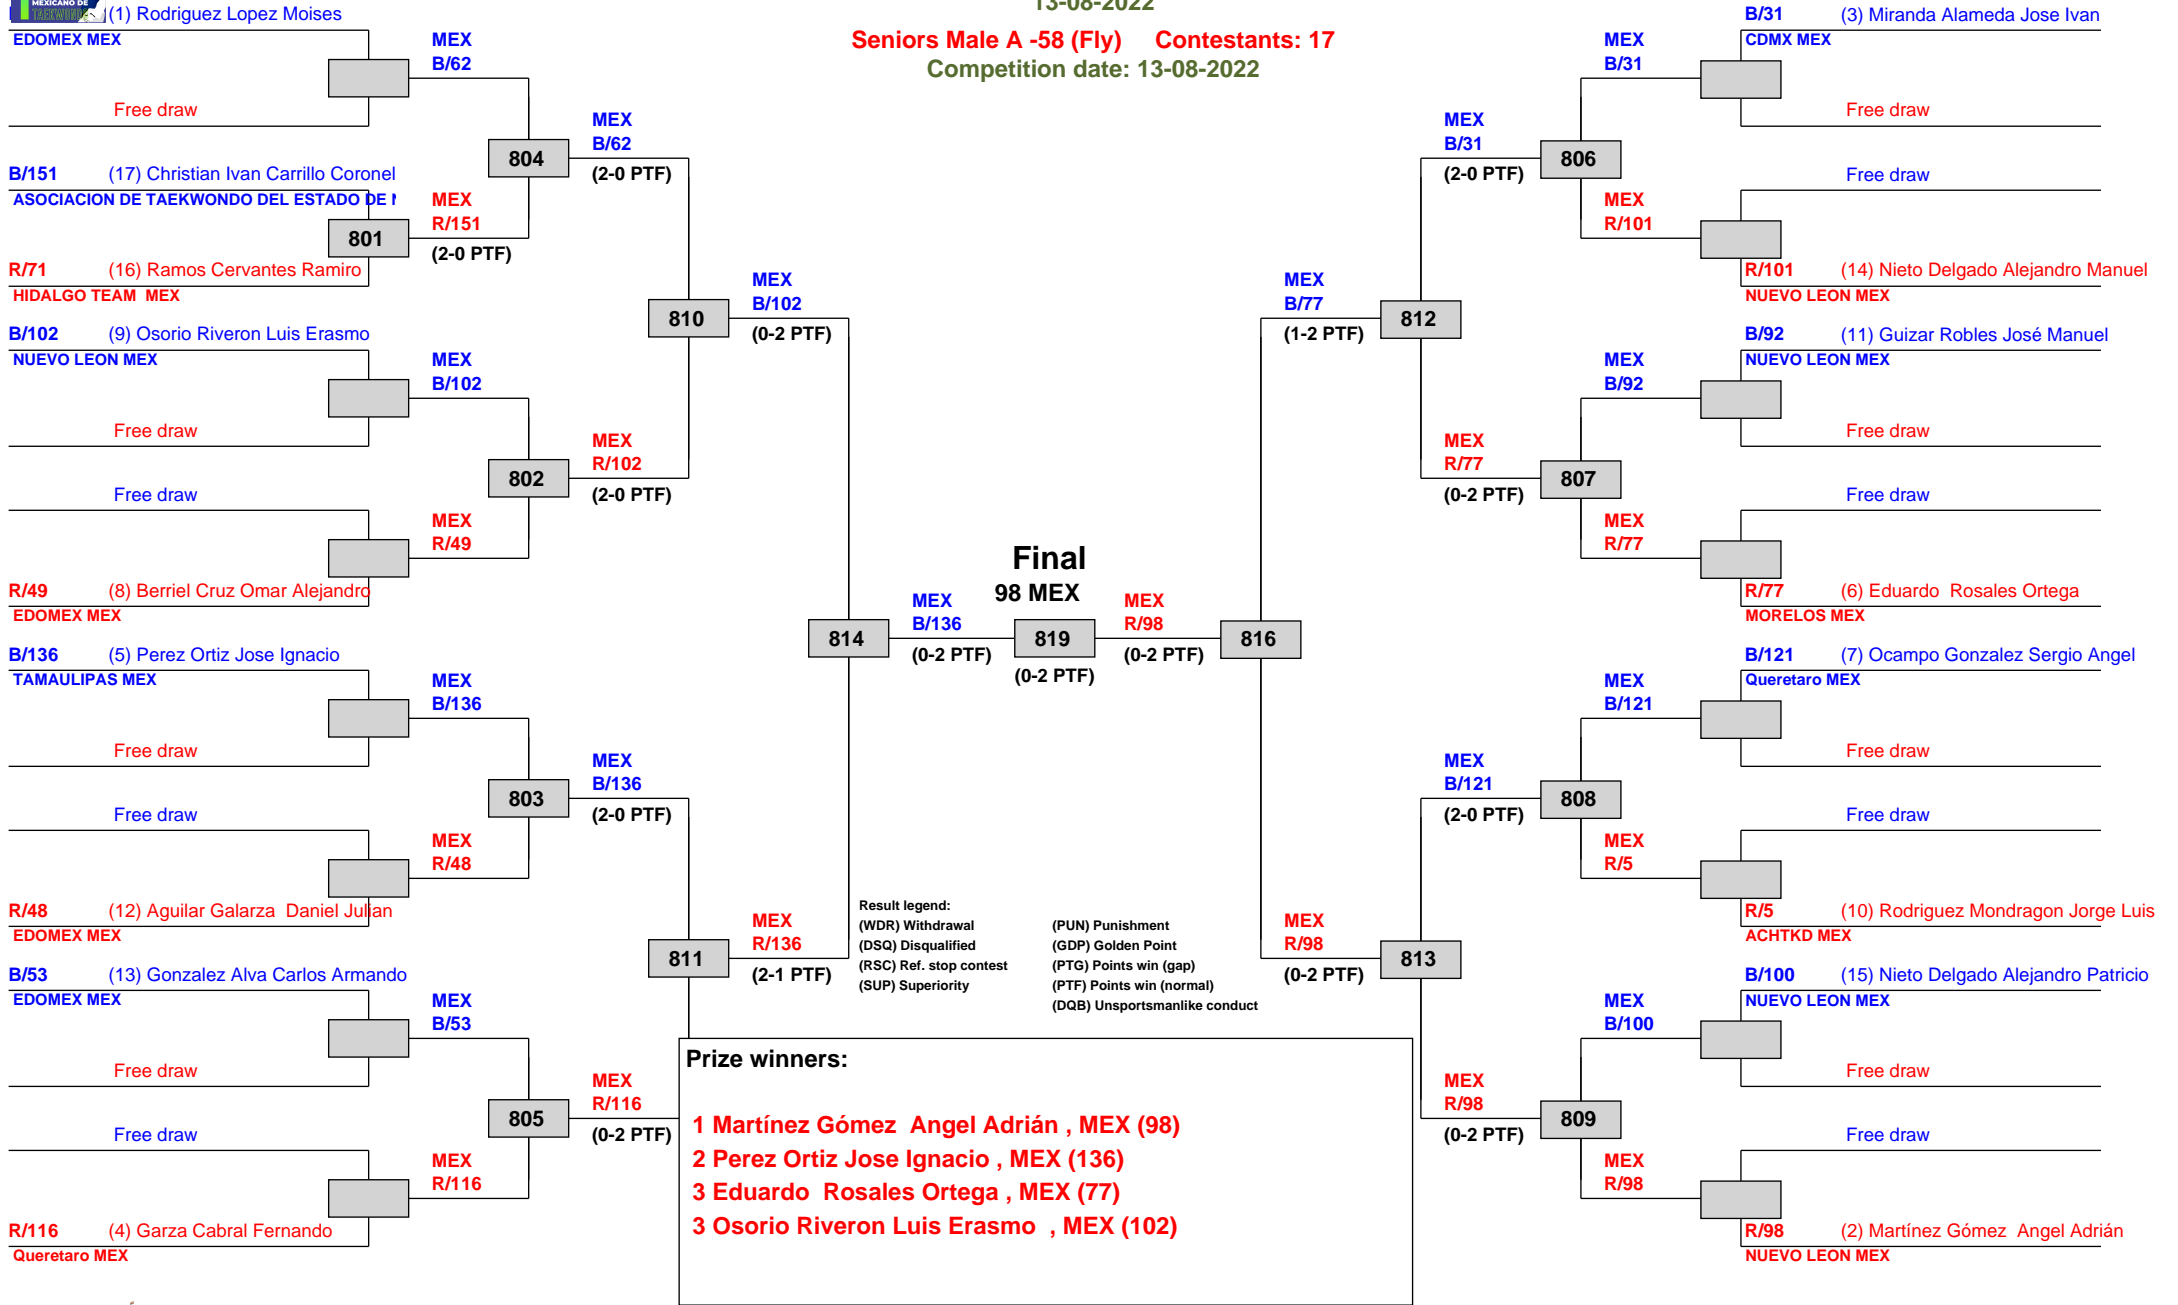 MEXICANO DE
TAEKWONDO
(1) Rodriguez Lopez Moises
EDOMEX MEX
Free draw
B/151 (17) Christian Ivan Carrillo Coronel
ASOCIACION DE TAEKWONDO DEL ESTADO DE
R/71 (16) Ramos Cervantes Ramiro
HIDALGO TEAM MEX
B/102 (9) Osorio Riveron Luis Erasmo
NUEVO LEON MEX
Free draw
Free draw
R/49 (8) Berriel Cruz Omar Alejandro
EDOMEX MEX
B/136 (5) Perez Ortiz Jose Ignacio
TAMAULIPAS MEX
Free draw
Free draw
R/48 (12) Aguilar Galarza Daniel Julian
EDOMEX MEX
B/53 (13) Gonzalez Alva Carlos Armando
EDOMEX MEX
Free draw
Free draw
R/116 (4) Garza Cabral Fernando
Queretaro MEX
801
MEX
B/62
MEX
R/151
(2-0 PTF)
MEX
B/102
MEX
R/49
MEX
B/136
MEX
R/48
MEX
B/53
MEX
R/116
804
802
803
805
MEX
B/62
(2-0 PTF)
MEX
R/102
(2-0 PTF)
MEX
B/136
(2-0 PTF)
MEX
R/116
(0-2 PTF)
810
811
MEX
B/102
(0-2 PTF)
MEX
R/136
(2-1 PTF)
814
13-08-2022
Seniors Male A -58 (Fly) Contestants: 17
Competition date: 13-08-2022
Final
98 MEX
MEX
B/136
(0-2 PTF)
819
(0-2 PTF)
MEX
R/98
(0-2 PTF)
816
Result legend:
(WDR) Withdrawal
(DSQ) Disqualified
(RSC) Ref. stop contest
(SUP) Superiority
(PUN) Punishment
(GDP) Golden Point
(PTG) Points win (gap)
(PTF) Points win (normal)
(DQB) Unsportsmanlike conduct
Prize winners:
1 Martínez Gómez Angel Adrián , MEX (98)
2 Perez Ortiz Jose Ignacio , MEX (136)
3 Eduardo Rosales Ortega , MEX (77)
3 Osorio Riveron Luis Erasmo , MEX (102)
MEX
B/77
(1-2 PTF)
MEX
R/98
(0-2 PTF)
812
813
MEX
B/31
(2-0 PTF)
MEX
R/77
(0-2 PTF)
MEX
B/121
(2-0 PTF)
MEX
R/98
(0-2 PTF)
806
807
808
809
MEX
B/31
MEX
R/101
MEX
B/92
MEX
R/77
MEX
B/121
MEX
R/5
MEX
B/100
MEX
R/98
B/31 (3) Miranda Alameda Jose Ivan
CDMX MEX
Free draw
Free draw
R/101 (14) Nieto Delgado Alejandro Manuel
NUEVO LEON MEX
B/92 (11) Guizar Robles José Manuel
NUEVO LEON MEX
Free draw
Free draw
R/77 (6) Eduardo Rosales Ortega
MORELOS MEX
B/121 (7) Ocampo Gonzalez Sergio Angel
Queretaro MEX
Free draw
Free draw
R/5 (10) Rodriguez Mondragon Jorge Luis
ACHTKD MEX
B/100 (15) Nieto Delgado Alejandro Patricio
NUEVO LEON MEX
Free draw
Free draw
R/98 (2) Martínez Gómez Angel Adrián
NUEVO LEON MEX